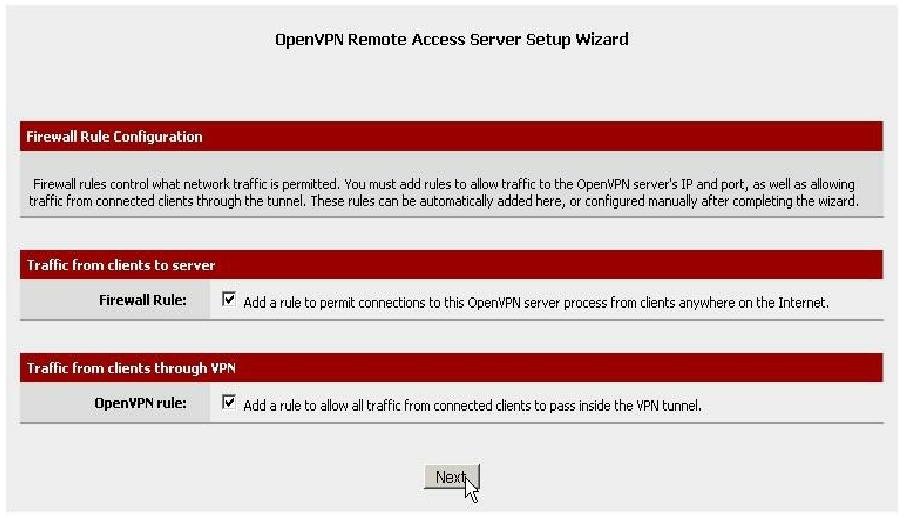 OpenVPN Remote Access Server Setup Wizard
Firewall Rule Configuration
Firewall rules control what network traffic is permitted. You must add rules to allow traffic to the OpenVPN server's IP and port, as well as allowing
traffic from connected clients through the tunnel. These rules can be automatically added here, or configured manually after completing the wizard.
Traffic from clients to server
Firewall Rule: Add a rule to permit connections to this OpenVPN server process from clients anywhere on the Internet.
Traffic from clients through VPN
OpenVPN rule: Add a rule to allow all traffic from connected clients to pass inside the VPN tunnel.
Next